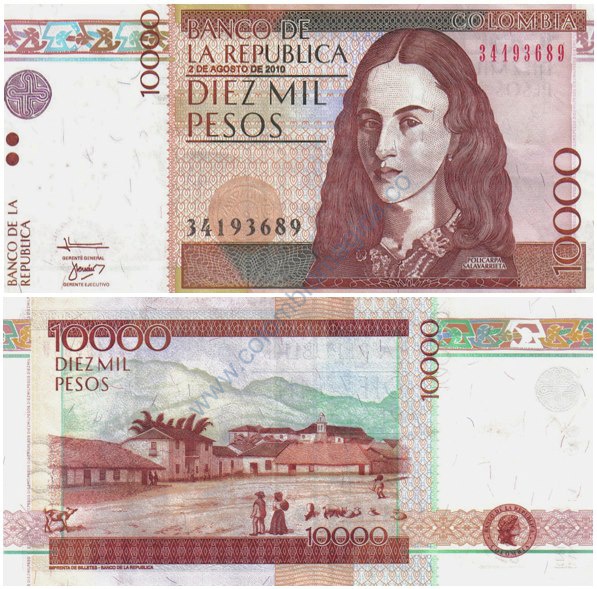 10000
BANCO DE
LA REPUBLICA
2 DE AGOSTO DE 2010
DIEZ MIL
PESOS
COLOMBIA
34193689
34193689
BANCO DE LA
REPUBLICA
GERENTE GENERAL
GERENTE EJECUTIVO
POLICARPA
SALAVARRIETA
10000
10000
DIEZ MIL
PESOS
10000
10000
IMPRENTA DE BILLETES - BANCO DE LA REPUBLICA